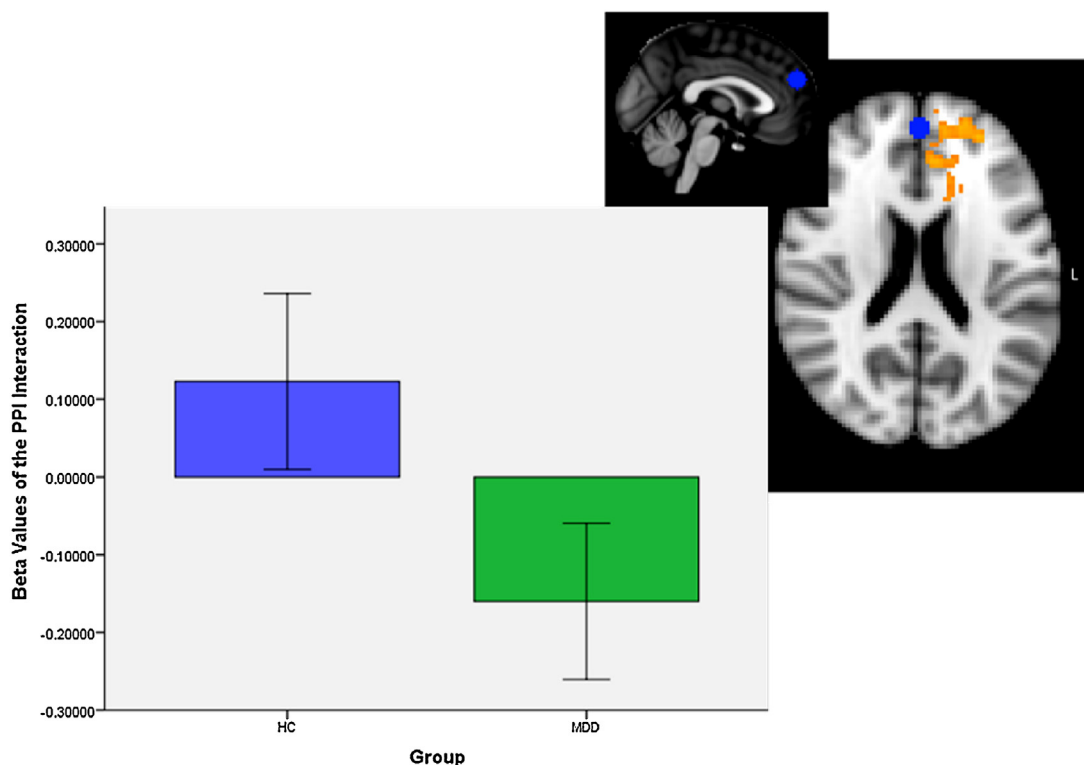 L
Beta Values of the PPI Interaction
0.30000
0.20000
0.10000
0.00000
-0.10000
-0.20000
-0.30000
HC
MDD
Group